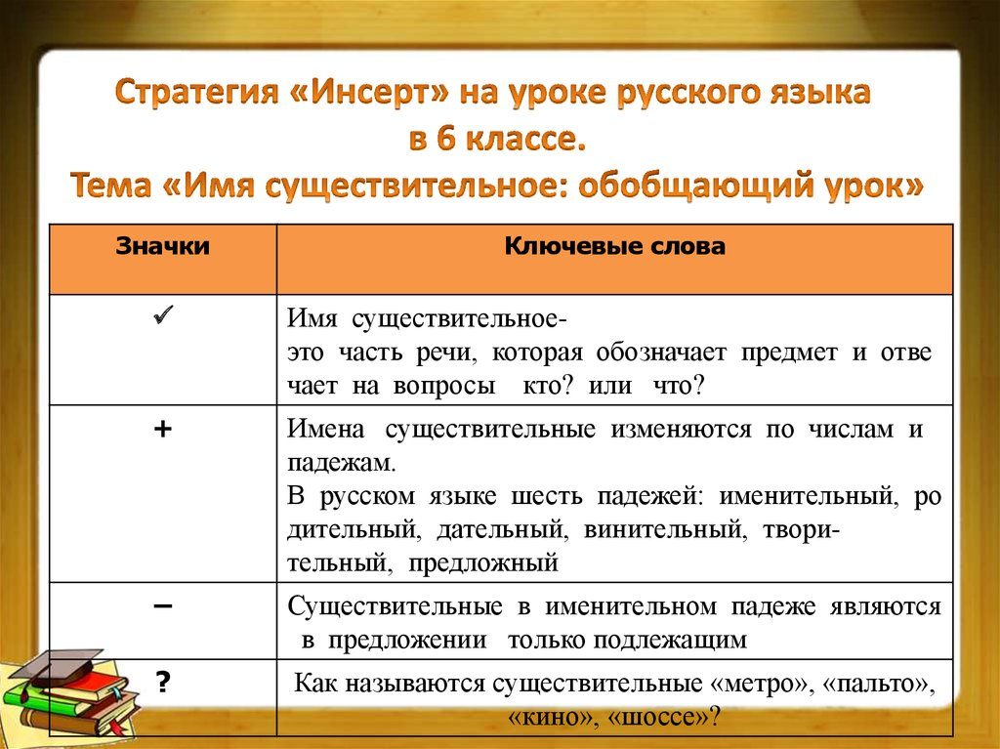 Стратегия «Инсерт» на уроке русского языка
в 6 классе.
Тема «Имя существительное: обобщающий урок»
Значки Ключевые слова
✓ Имя существительное-
это часть речи, которая обозначает предмет и отве
чает на вопросы кто? или что?
+ Имена существительные изменяются по числам и
падежам.
В русском языке шесть падежей: именительный, ро
дительный, дательный, винительный, твори-
тельный, предложный
– Существительные в именительном падеже являются
в предложении только подлежащим
? Как называются существительные «метро», «пальто»,
«кино», «шоссе»?